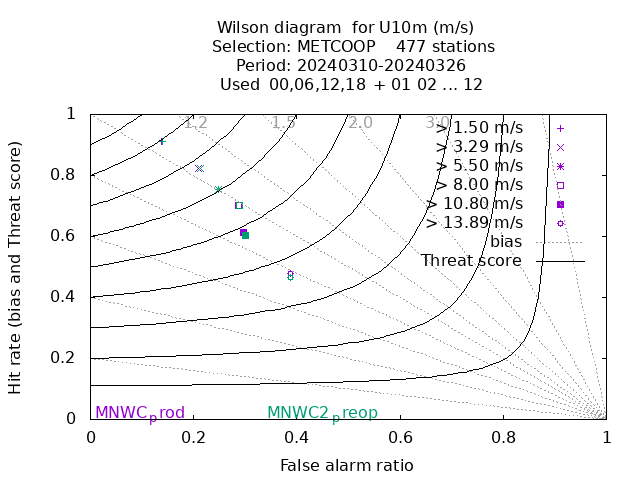 Wilson diagram  for U10m (m/s)
Selection: METCOOP    477 stations
Period: 20240310-20240326
Used  00,06,12,18  + 01 02 ... 12
Hit rate (bias and Threat score)
1
0.8
0.6
0.4
0.2
0
1.2
1.5
2.0
3.0
> 1.50 m/s
> 3.29 m/s
> 5.50 m/s
> 8.00 m/s
> 10.80 m/s
> 13.89 m/s
bias
Threat score
MNWCprod
MNWC2preop
0
0.2
0.4
0.6
0.8
1
False alarm ratio